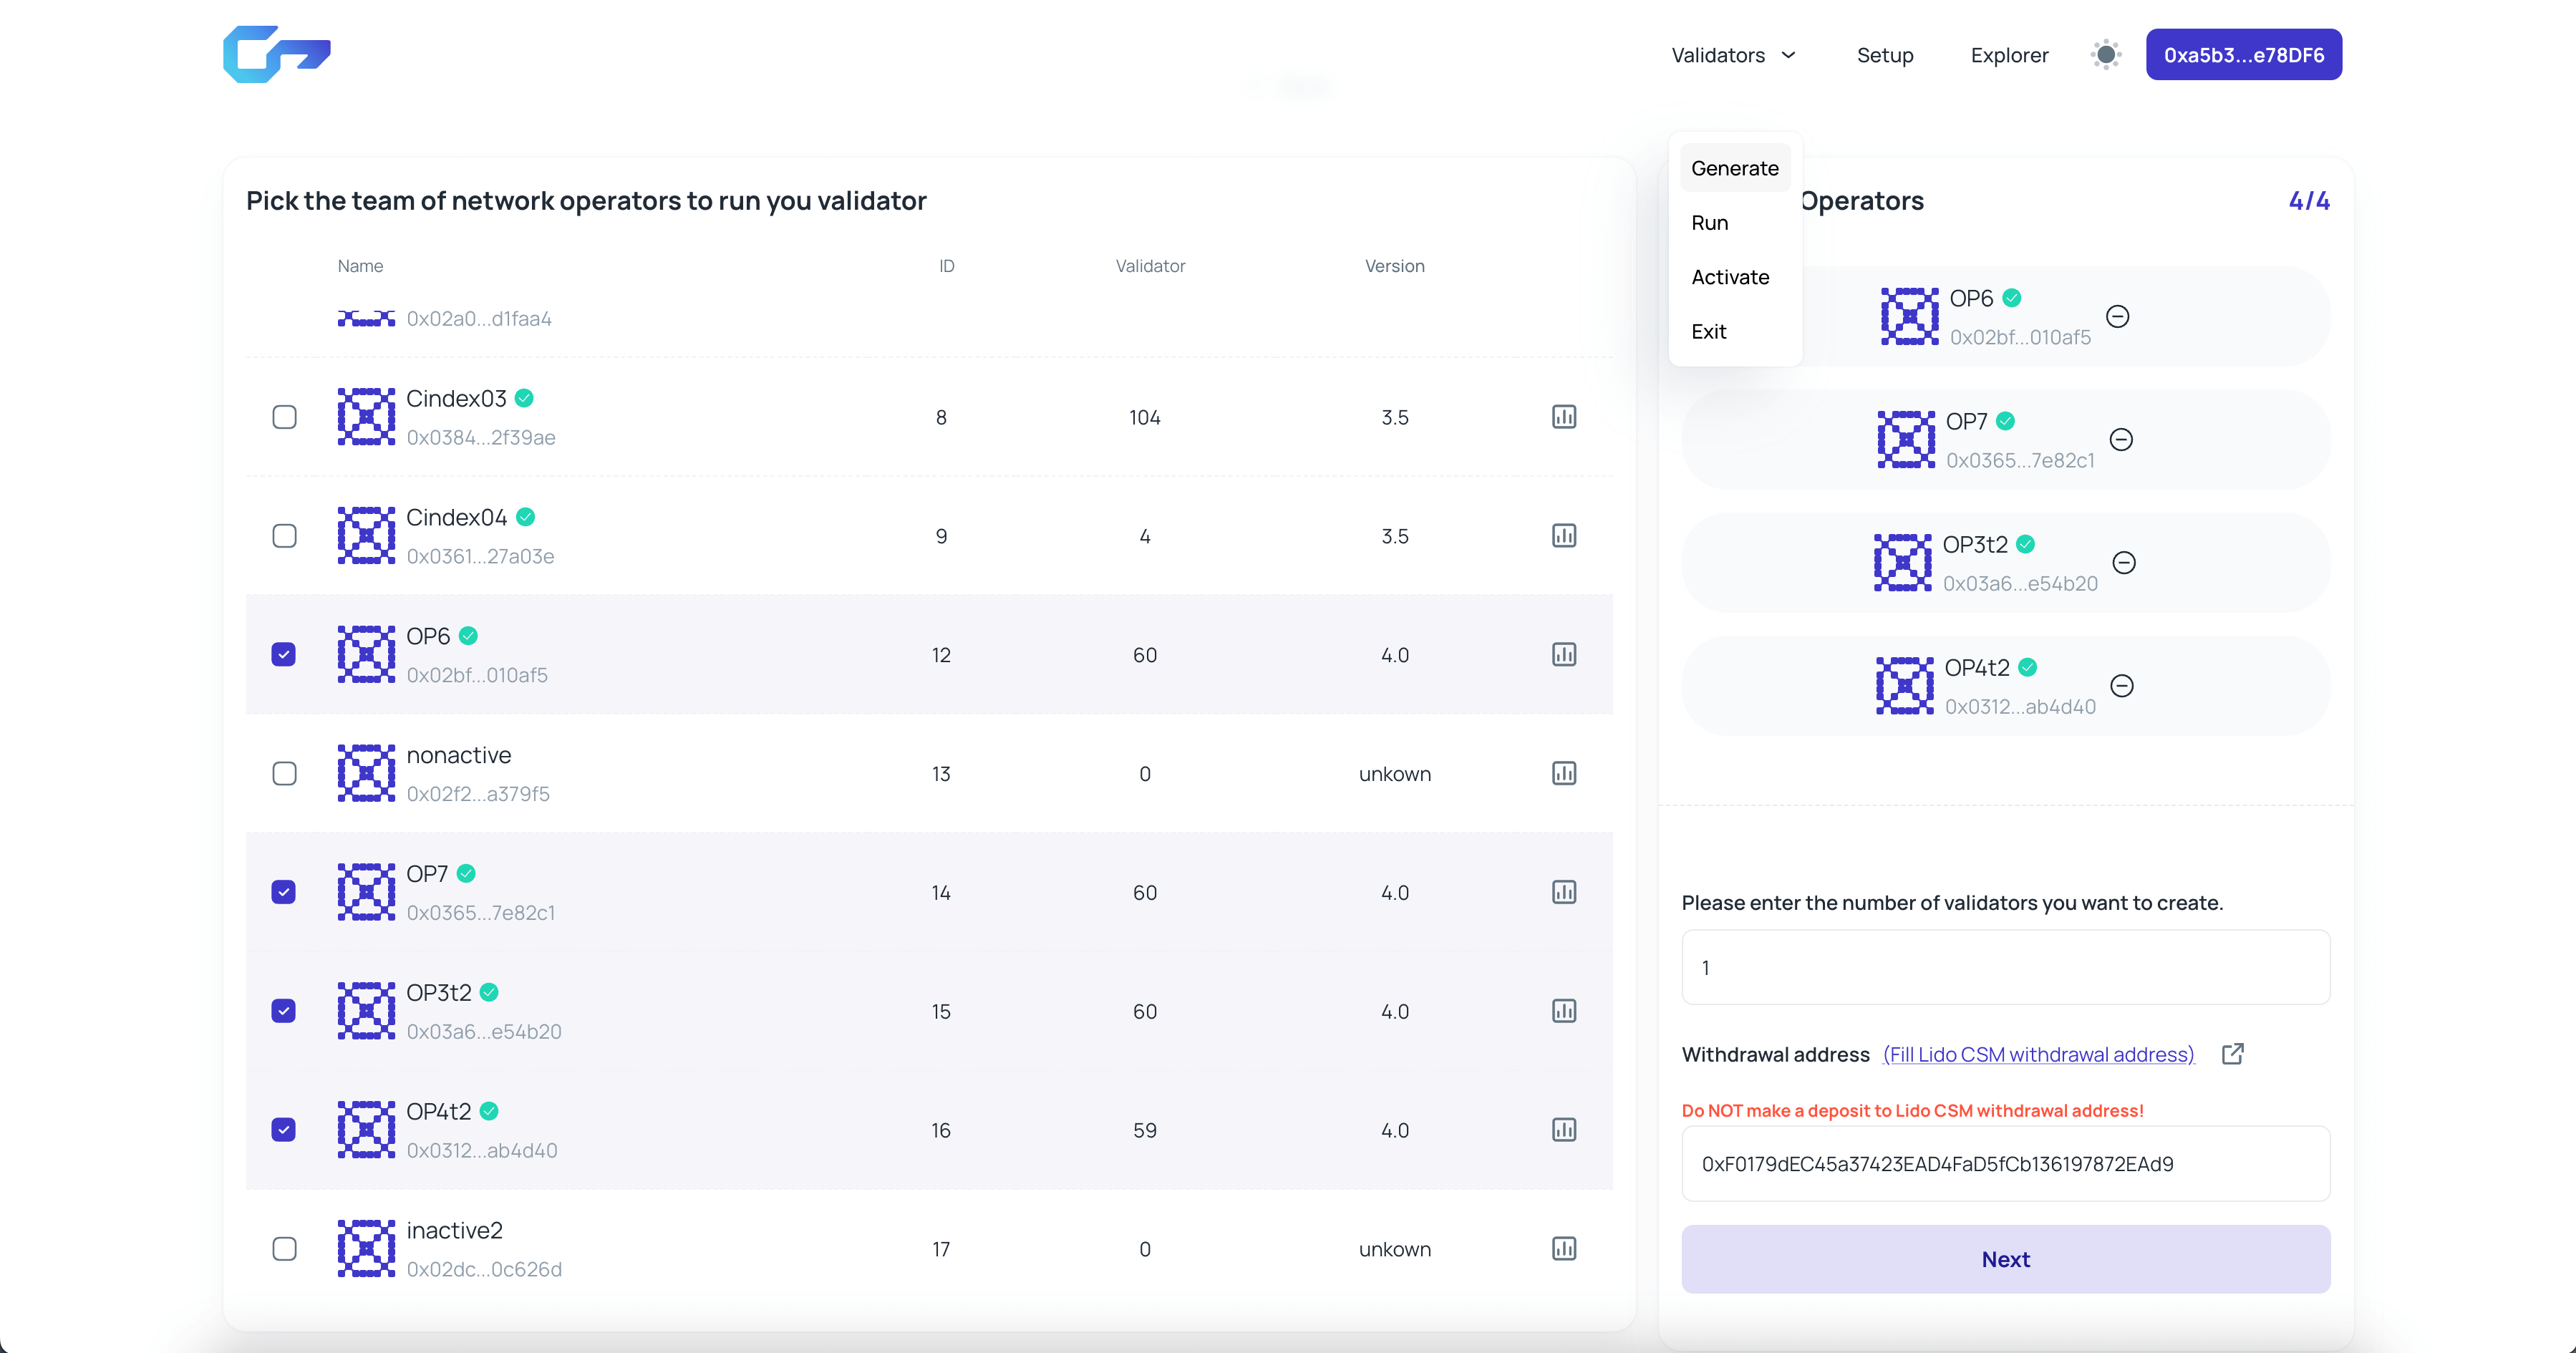 Validators
Setup
Explorer
0xa5b3...e78DF6
Generate
Run
Activate
Exit
Pick the team of network operators to run you validator
Name ID Validator Version
0x02a0...d1faa4
Cindex03
0x0384...2f39ae
8 104 3.5
Cindex04
0x0361...27a03e
9 4 3.5
OP6
0x02bf...010af5
12 60 4.0
nonactive
0x02f2...a379f5
13 0 unkown
OP7
0x0365...7e82c1
14 60 4.0
OP3t2
0x03a6...e54b20
15 60 4.0
OP4t2
0x0312...ab4d40
16 59 4.0
inactive2
0x02dc...0c626d
17 0 unkown
Operators 4/4
OP6
0x02bf...010af5
OP7
0x0365...7e82c1
OP3t2
0x03a6...e54b20
OP4t2
0x0312...ab4d40
Please enter the number of validators you want to create.
1
Withdrawal address (Fill Lido CSM withdrawal address)
Do NOT make a deposit to Lido CSM withdrawal address!
0xF0179dEC45a37423EAD4FaD5fCb136197872EAd9
Next